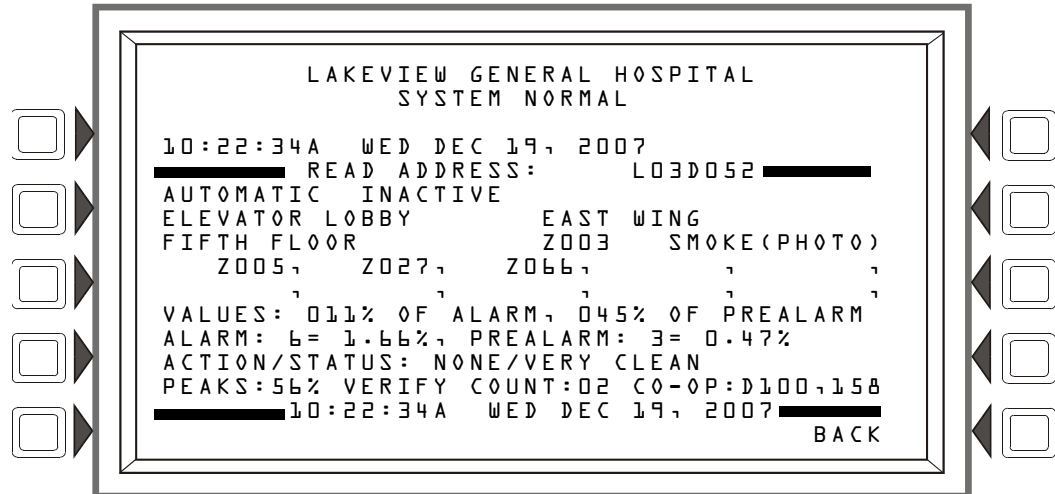 LAKEVIEW GENERAL HOSPITAL
SYSTEM NORMAL
10:22:34A WED DEC 19, 2007
READ ADDRESS: L03D052
AUTOMATIC INACTIVE
ELEVATOR LOBBY EAST WING
FIFTH FLOOR Z003 SMOKE(PHOTO)
Z005, Z027, Z066, , ,
, , , , ,
VALUES: 011% OF ALARM, 045% OF PREALARM
ALARM: 6= 1.66%, PREALARM: 3= 0.47%
ACTION/STATUS: NONE/VERY CLEAN
PEAKS:56% VERIFY COUNT:02 CO-OP:D100,158
10:22:34A WED DEC 19, 2007
BACK